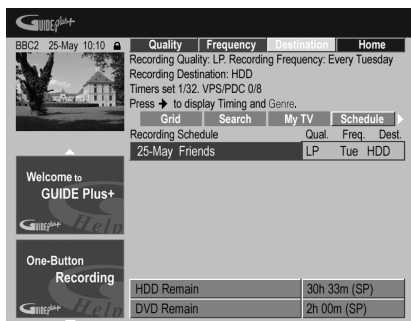 GUIDE Plus+
BBC2 25-May 10:10
Quality Frequency Destination Home
Recording Quality: LP. Recording Frequency: Every Tuesday
Recording Destination: HDD
Timers set 1/32. VPS/PDC 0/8
Press → to display Timing and Genre.
Grid Search My TV Schedule
Recording Schedule Qual. Freq. Dest.
25-May Friends LP Tue HDD
Welcome to
GUIDE Plus+
GUIDE Plus+ Help
One-Button
Recording
GUIDE Plus+ Help
HDD Remain 30h 33m (SP)
DVD Remain 2h 00m (SP)